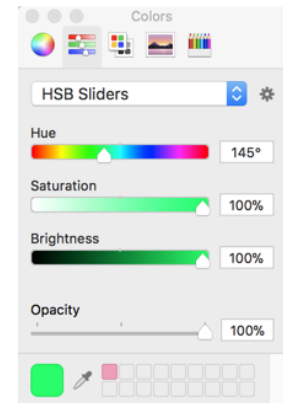 Colors
HSB Sliders
Hue
145°
Saturation
100%
Brightness
100%
Opacity
100%